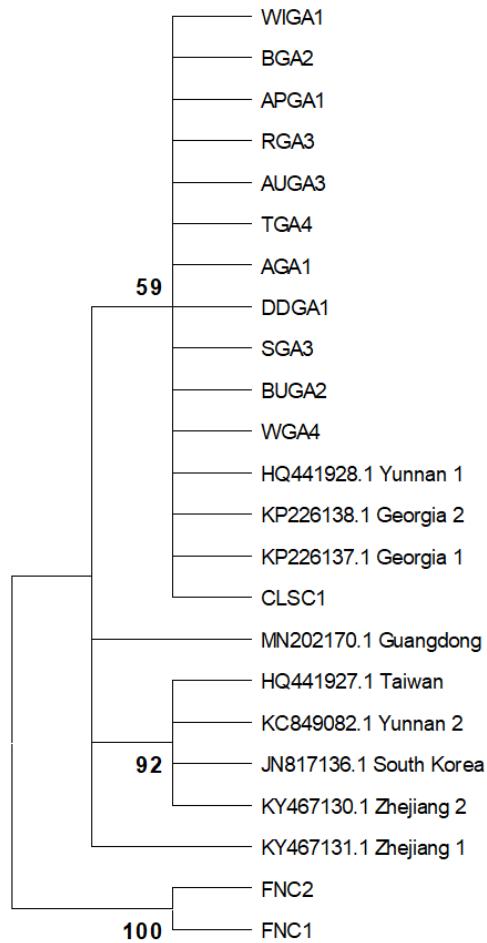 WIGA1
BGA2
APGA1
RGA3
AUGA3
TGA4
AGA1
59
DDGA1
SGA3
BUGA2
WGA4
HQ441928.1 Yunnan 1
KP226138.1 Georgia 2
KP226137.1 Georgia 1
CLSC1
MN202170.1 Guangdong
HQ441927.1 Taiwan
KC849082.1 Yunnan 2
92
JN817136.1 South Korea
KY467130.1 Zhejiang 2
KY467131.1 Zhejiang 1
FNC2
100
FNC1